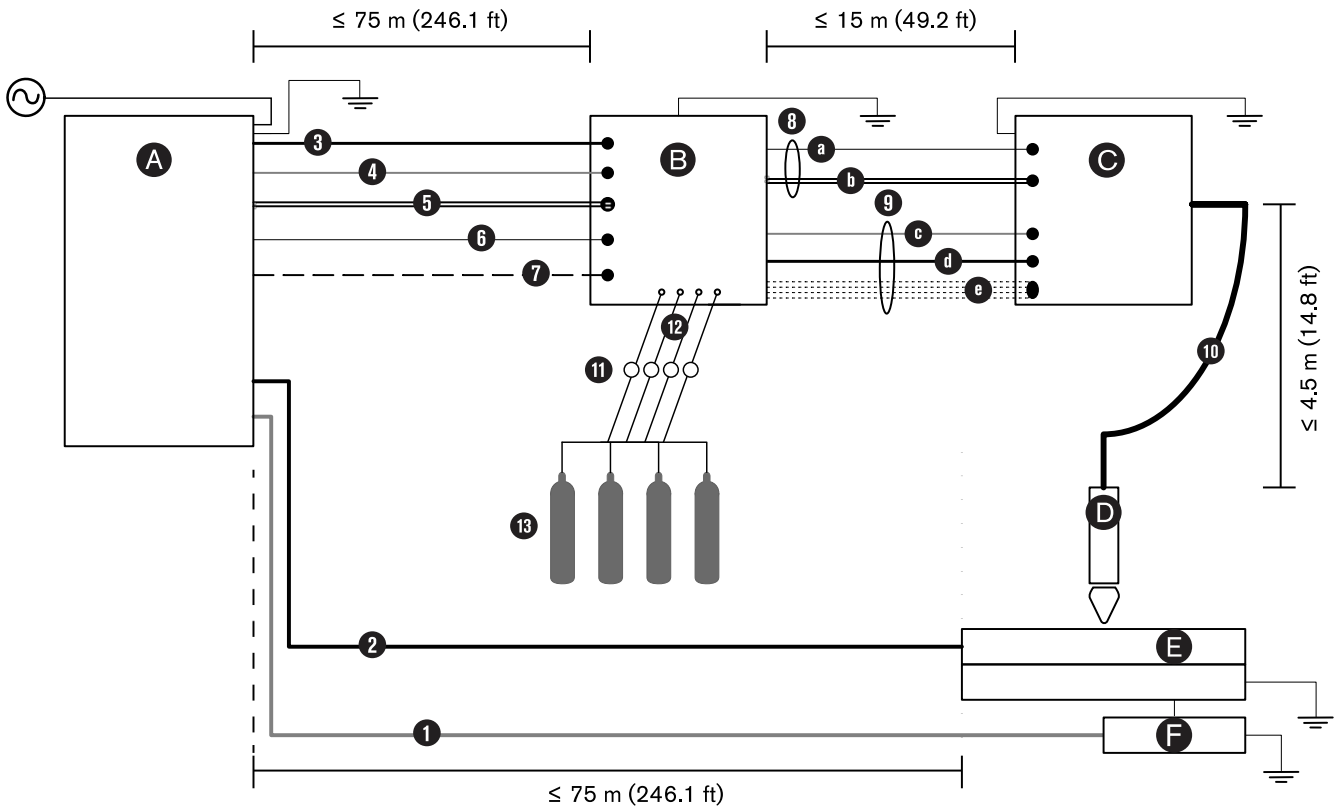 ≤ 75 m (246.1 ft)
≤ 15 m (49.2 ft)
A
3
4
5
6
7
B
8
a
b
9
c
d
e
C
10
≤ 4.5 m (14.8 ft)
12
11
13
D
2
E
1
F
≤ 75 m (246.1 ft)